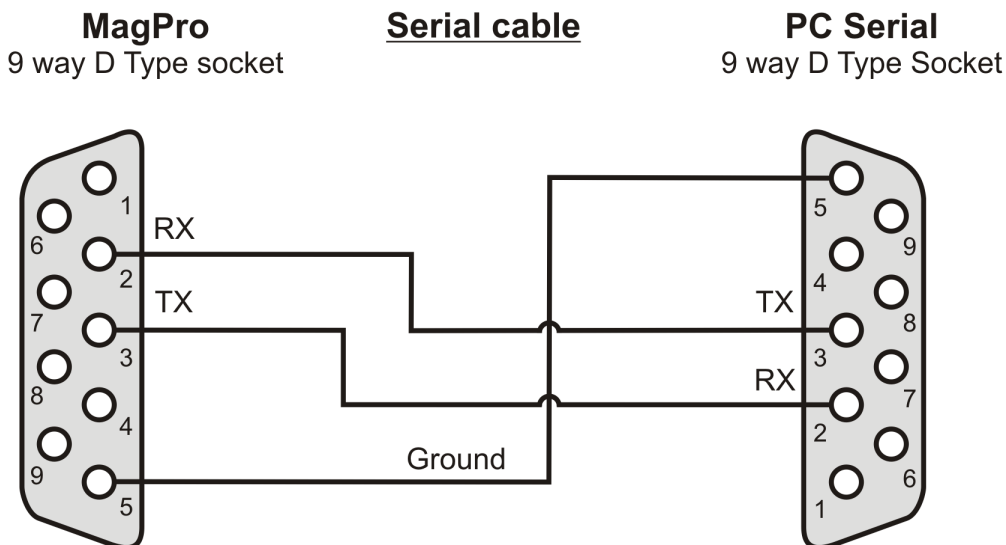 MagPro
9 way D Type socket
Serial cable
PC Serial
9 way D Type Socket
1
6
RX
2
7
TX
3
8
4
9
5
Ground
5
9
4
TX
8
3
RX
7
2
6
1